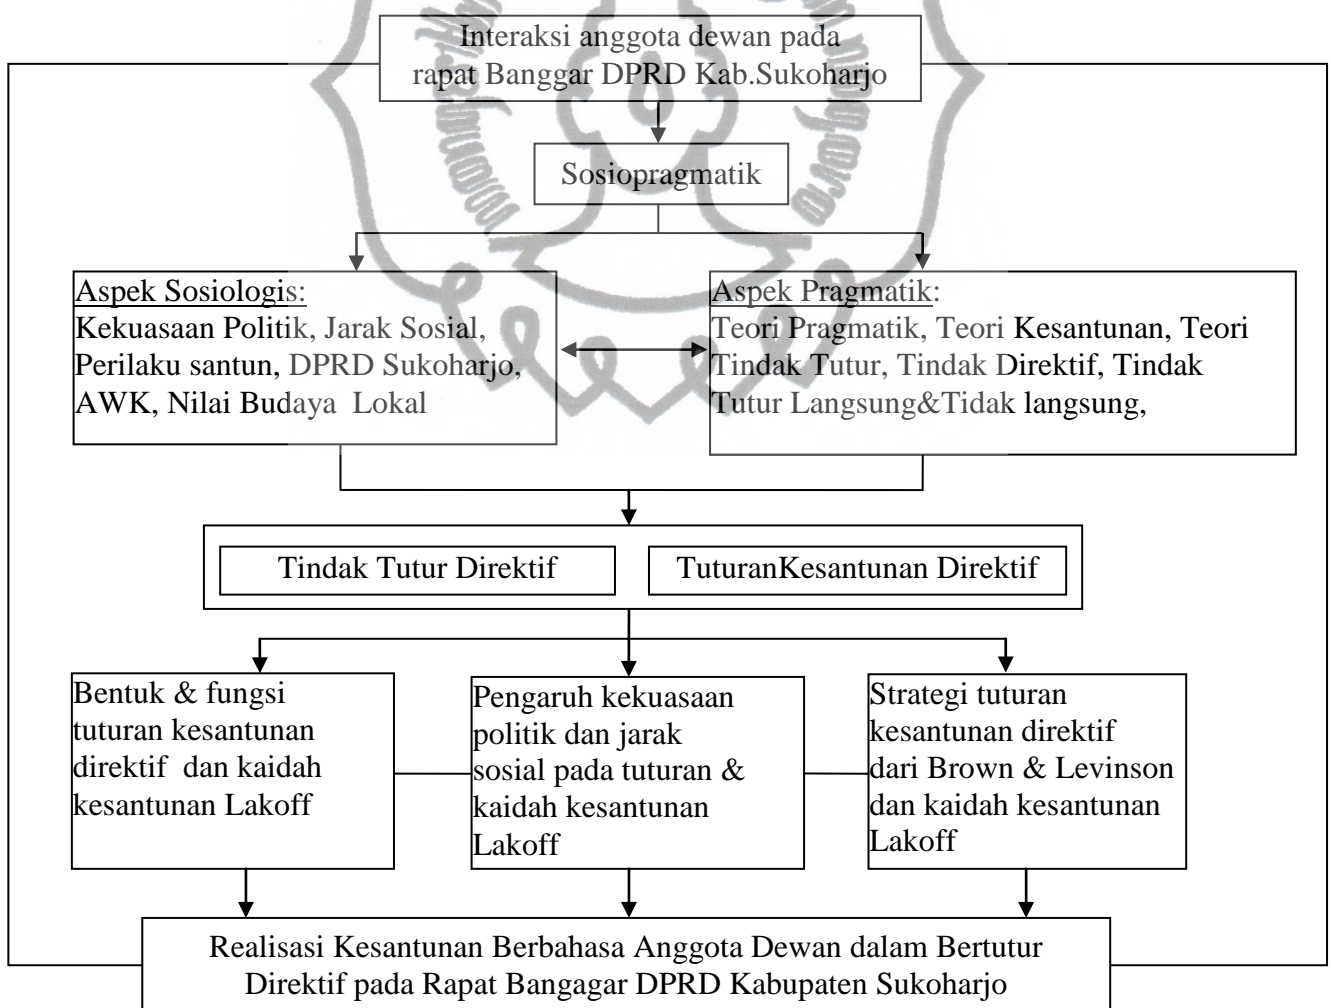 Interaksi anggota dewan pada
rapat Banggar DPRD Kab.Sukoharjo
Sosiopragmatik
Aspek Sosiologis:
Kekuasaan Politik, Jarak Sosial,
Perilaku santun, DPRD Sukoharjo,
AWK, Nilai Budaya Lokal
Aspek Pragmatik:
Teori Pragmatik, Teori Kesantunan, Teori
Tindak Tutur, Tindak Direktif, Tindak
Tutur Langsung&Tidak langsung,
Tindak Tutur Direktif
TuturanKesantunan Direktif
Bentuk & fungsi
tuturan kesantunan
direktif dan kaidah
kesantunan Lakoff
Pengaruh kekuasaan
politik dan jarak
sosial pada tuturan &
kaidah kesantunan
Lakoff
Strategi tuturan
kesantunan direktif
dari Brown & Levinson
dan kaidah kesantunan
Lakoff
Realisasi Kesantunan Berbahasa Anggota Dewan dalam Bertutur
Direktif pada Rapat Bangagar DPRD Kabupaten Sukoharjo